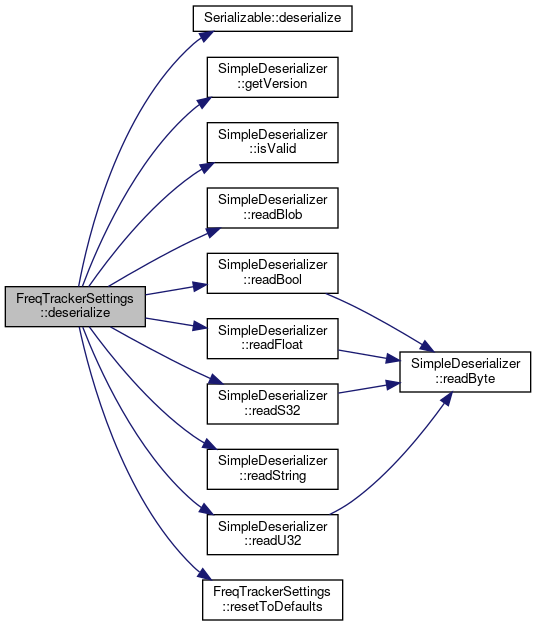 Serializable::deserialize
SimpleDeserializer
::getVersion
SimpleDeserializer
::isValid
SimpleDeserializer
::readBlob
SimpleDeserializer
::readBool
FreqTrackerSettings
::deserialize
SimpleDeserializer
::readFloat
SimpleDeserializer
::readByte
SimpleDeserializer
::readS32
SimpleDeserializer
::readString
SimpleDeserializer
::readU32
FreqTrackerSettings
::resetToDefaults